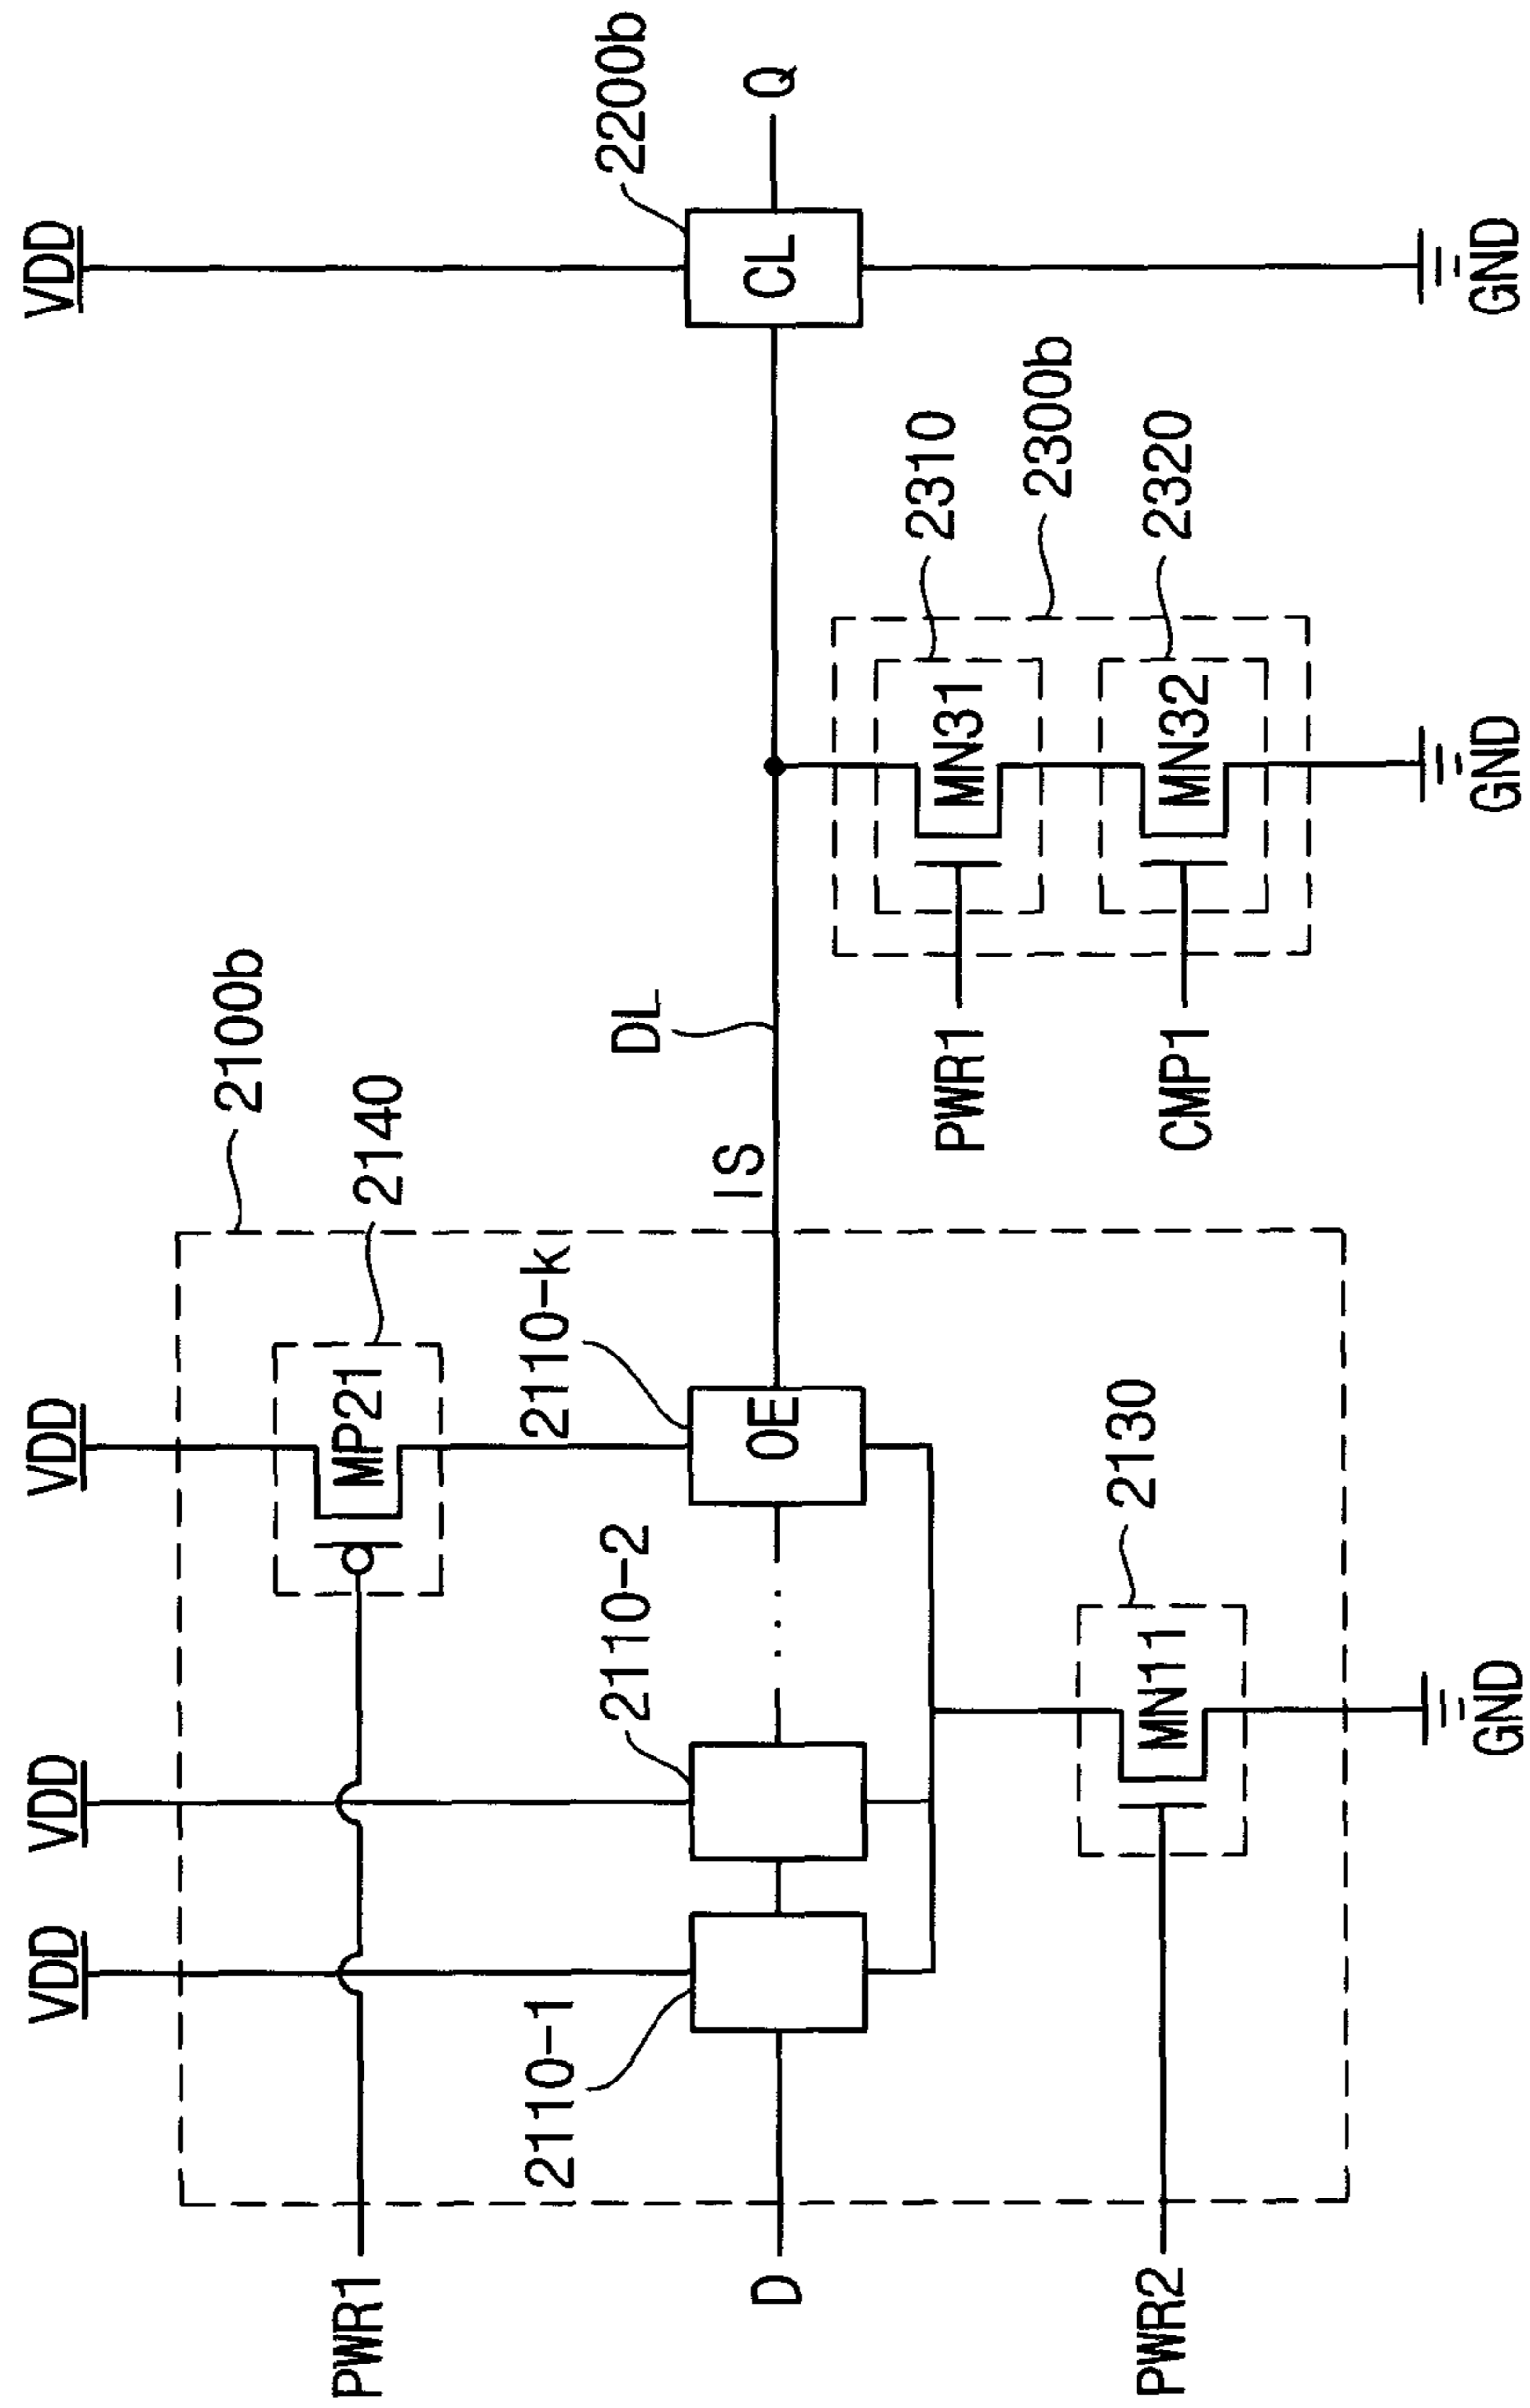 VDD
VDD
VDD
VDD
2100b
2140
MP21
PWR1
2110-1
2110-2
2110-k
OE
IS
DL
2200b
CL
D
Q
PWR1
MN31
2310
2300b
2130
MN11
CMP1
MN32
2320
PWR2
GND
GND
GND